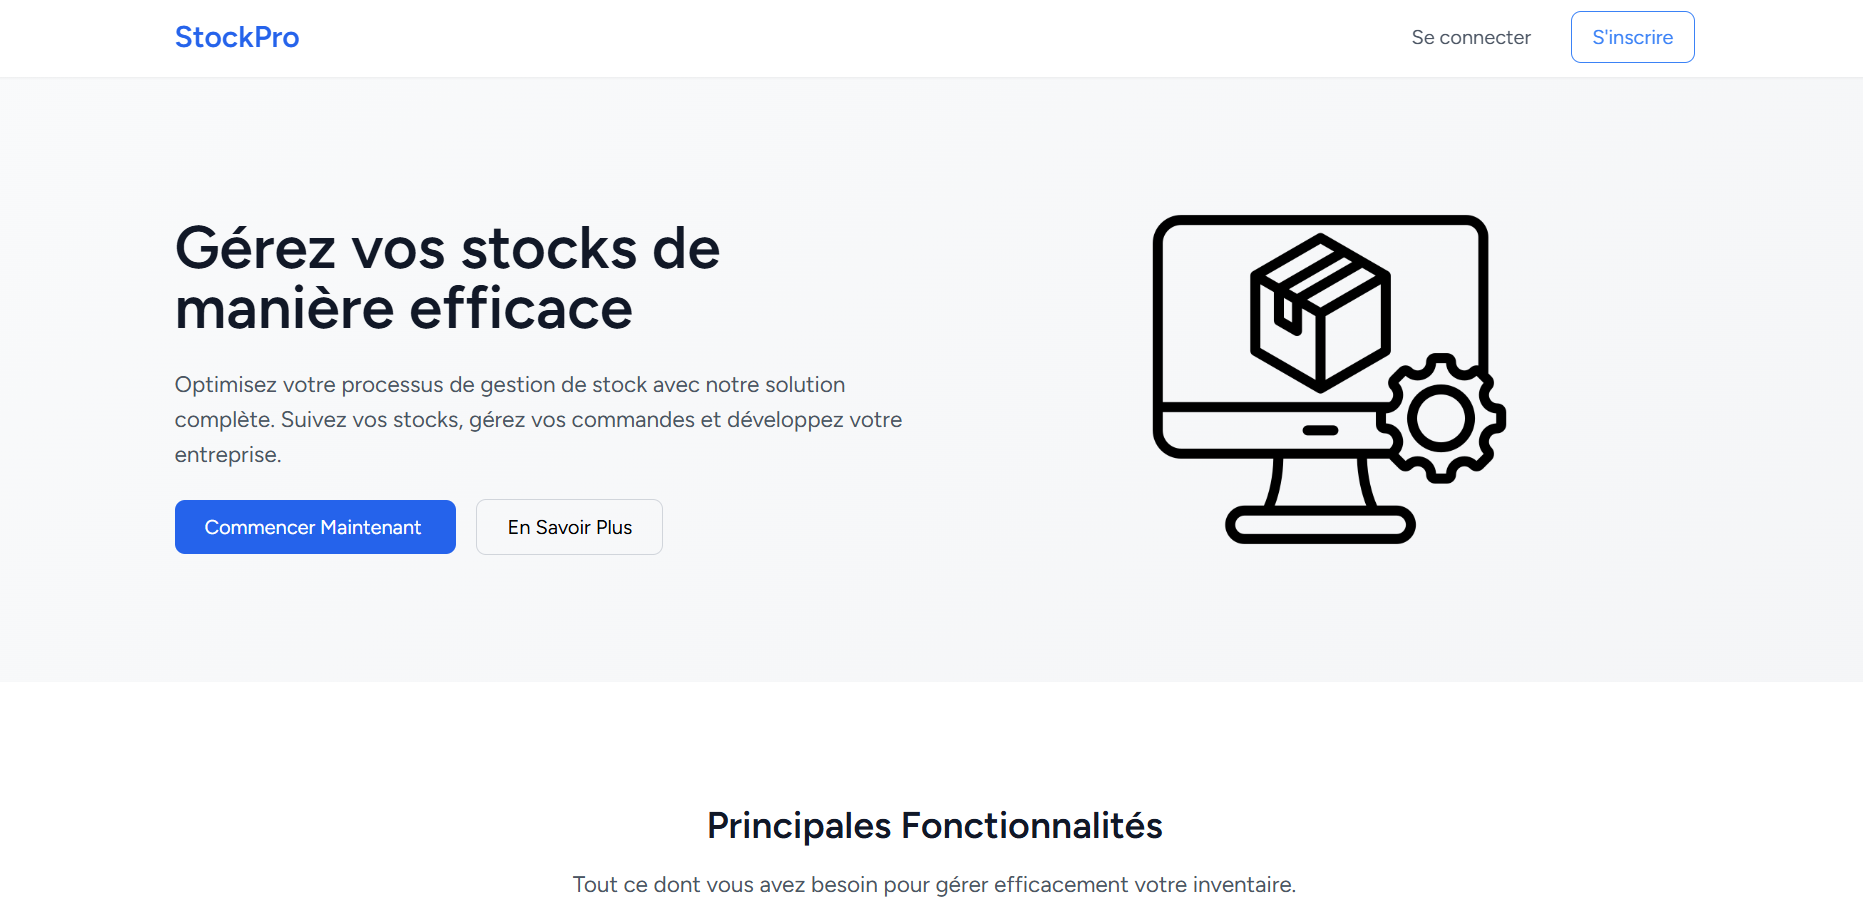 StockPro
Se connecter
S'inscrire
Gérez vos stocks de
manière efficace
Optimisez votre processus de gestion de stock avec notre solution
complète. Suivez vos stocks, gérez vos commandes et développez votre
entreprise.
Commencer Maintenant
En Savoir Plus
Principales Fonctionnalités
Tout ce dont vous avez besoin pour gérer efficacement votre inventaire.